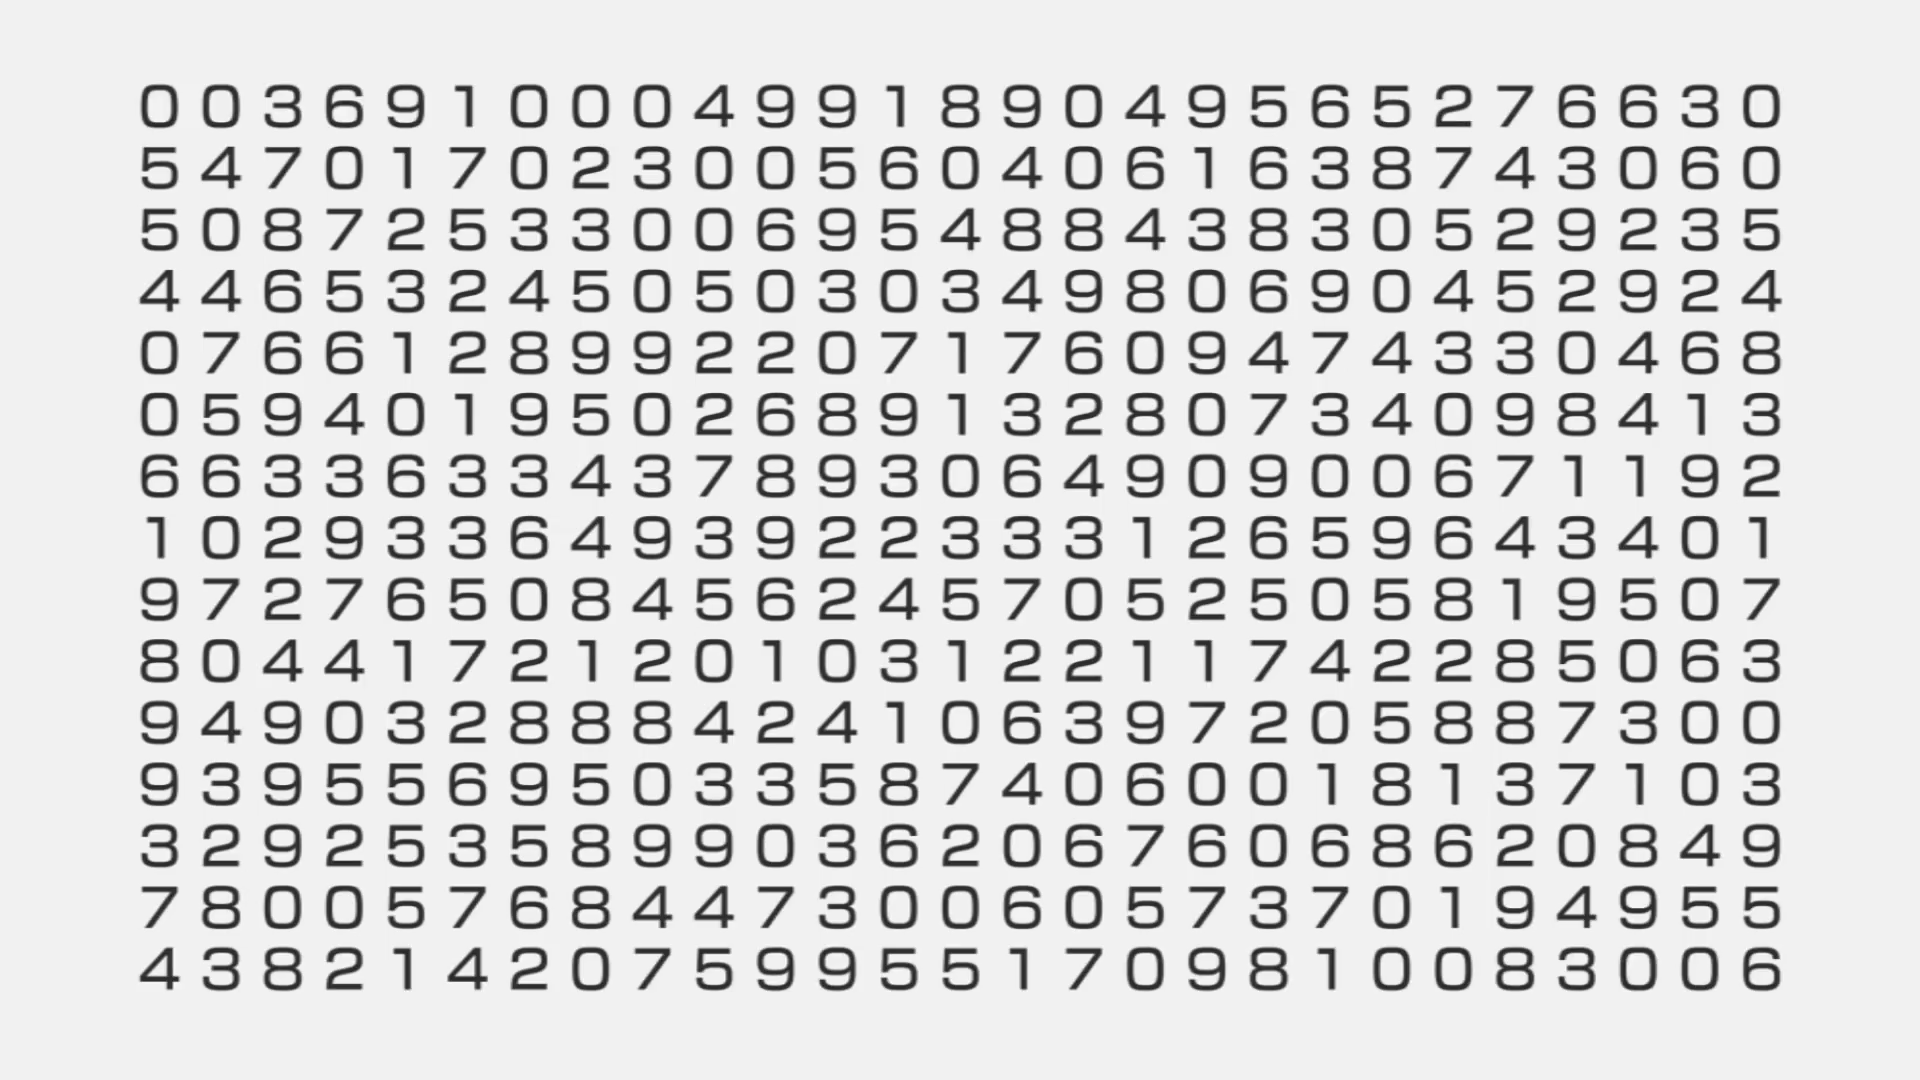 0 0 3 6 9 1 0 0 0 4 9 9 1 8 9 0 4 9 5 6 5 2 7 6 6 3 0
5 4 7 0 1 7 0 2 3 0 0 5 6 0 4 0 6 1 6 3 8 7 4 3 0 6 0
5 0 8 7 2 5 3 3 0 0 6 9 5 4 8 8 4 3 8 3 0 5 2 9 2 3 5
4 4 6 5 3 2 4 5 0 5 0 3 0 3 4 9 8 0 6 9 0 4 5 2 9 2 4
0 7 6 6 1 2 8 9 9 2 2 0 7 1 7 6 0 9 4 7 4 3 3 0 4 6 8
0 5 9 4 0 1 9 5 0 2 6 8 9 1 3 2 8 0 7 3 4 0 9 8 4 1 3
6 6 3 3 6 3 3 4 3 7 8 9 3 0 6 4 9 0 9 0 0 6 7 1 1 9 2
1 0 2 9 3 3 6 4 9 3 9 2 2 3 3 3 1 2 6 5 9 6 4 3 4 0 1
9 7 2 7 6 5 0 8 4 5 6 2 4 5 7 0 5 2 5 0 5 8 1 9 5 0 7
8 0 4 4 1 7 2 1 2 0 1 0 3 1 2 2 1 1 7 4 2 2 8 5 0 6 3
9 4 9 0 3 2 8 8 8 4 2 4 1 0 6 3 9 7 2 0 5 8 8 7 3 0 0
9 3 9 5 5 6 9 5 0 3 3 5 8 7 4 0 6 0 0 1 8 1 3 7 1 0 3
3 2 9 2 5 3 5 8 9 9 0 3 6 2 0 6 7 6 0 6 8 6 2 0 8 4 9
7 8 0 0 5 7 6 8 4 4 7 3 0 0 6 0 5 7 3 7 0 1 9 4 9 5 5
4 3 8 2 1 4 2 0 7 5 9 9 5 5 1 7 0 9 8 1 0 0 8 3 0 0 6